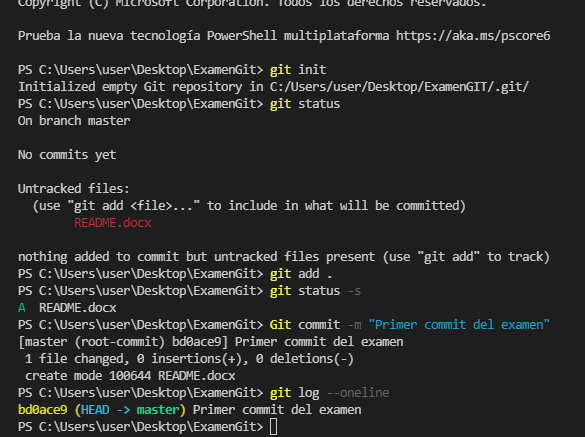 Copyright (C) Microsoft Corporation. Todos los derechos reservados.
Prueba la nueva tecnología PowerShell multiplataforma https://aka.ms/pscore6
PS C:\Users\user\Desktop\ExamenGit> git init
Initialized empty Git repository in C:/Users/user/Desktop/ExamenGIT/.git/
PS C:\Users\user\Desktop\ExamenGit> git status
On branch master
No commits yet
Untracked files:
  (use "git add <file>..." to include in what will be committed)
        README.docx
nothing added to commit but untracked files present (use "git add" to track)
PS C:\Users\user\Desktop\ExamenGit> git add .
PS C:\Users\user\Desktop\ExamenGit> git status -s
A  README.docx
PS C:\Users\user\Desktop\ExamenGit> Git commit -m "Primer commit del examen"
[master (root-commit) bd0ace9] Primer commit del examen
 1 file changed, 0 insertions(+), 0 deletions(-)
 create mode 100644 README.docx
PS C:\Users\user\Desktop\ExamenGit> git log --oneline
bd0ace9 (HEAD -> master) Primer commit del examen
PS C:\Users\user\Desktop\ExamenGit>